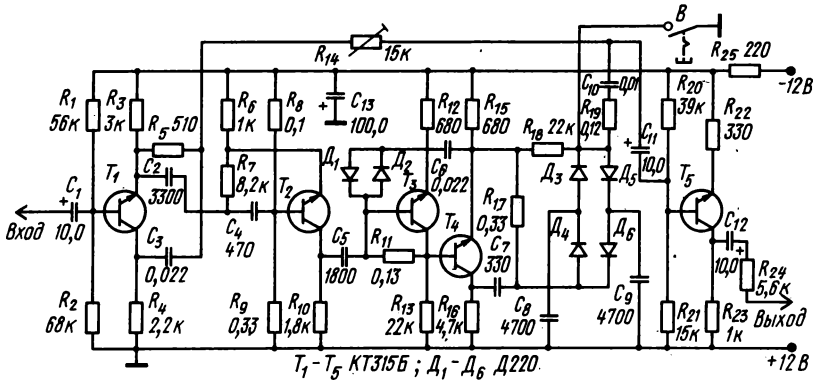 В
R14 15к
R25 220
-12В
R1 56к
R3 3к
R5 510
R6 1к
R8 0,1
C13 100,0
+
R12 680
R15 680
C10 0,01
R19 0,12
R18 22к
C11 10,0
+
R20 39к
R22 330
T1
C2 3300
R7 8,2к
T2
Д1
Д2
C6 0,022
T3
T4
R17 0,33
Д3
Д5
T5
C1
+
10,0
Вход
C3 0,022
C4 470
C5 1800
R11 0,13
C7 330
Д4
Д6
C12
10,0
+
R24 5,6к
Выход
R2 68к
R4 2,2к
R9 0,33
R10 1,8к
R13 22к
R16 4,7к
C8 4700
C9 4700
R21 15к
R23 1к
+12В
T1-T5 КТ315Б ; Д1-Д6 Д220